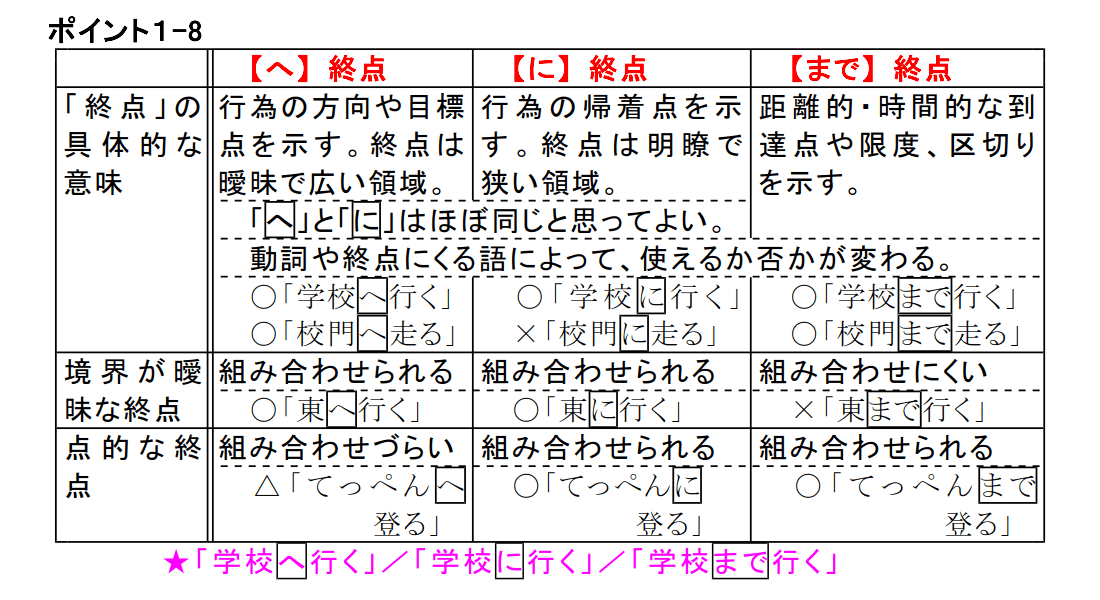 ポイント1-8
【へ】終点
【に】終点
【まで】終点
「終点」の
具体的な
意味
行為の方向や目標
点を示す。終点は
曖昧で広い領域。
行為の帰着点を示
す。終点は明瞭で
狭い領域。
距離的・時間的な到
達点や限度、区切り
を示す。
「へ」と「に」はほぼ同じと思ってよい。
動詞や終点にくる語によって、使えるか否かが変わる。
○「学校へ行く」
○「校門へ走る」
○「学校に行く」
×「校門に走る」
○「学校まで行く」
○「校門まで走る」
境界が曖
昧な終点
組み合わせられる
○「東へ行く」
組み合わせられる
○「東に行く」
組み合わせにくい
×「東まで行く」
点的な終
点
組み合わせづらい
△「てっぺんへ
登る」
組み合わせられる
○「てっぺんに
登る」
組み合わせられる
○「てっぺんまで
登る」
★「学校へ行く」/「学校に行く」/「学校まで行く」